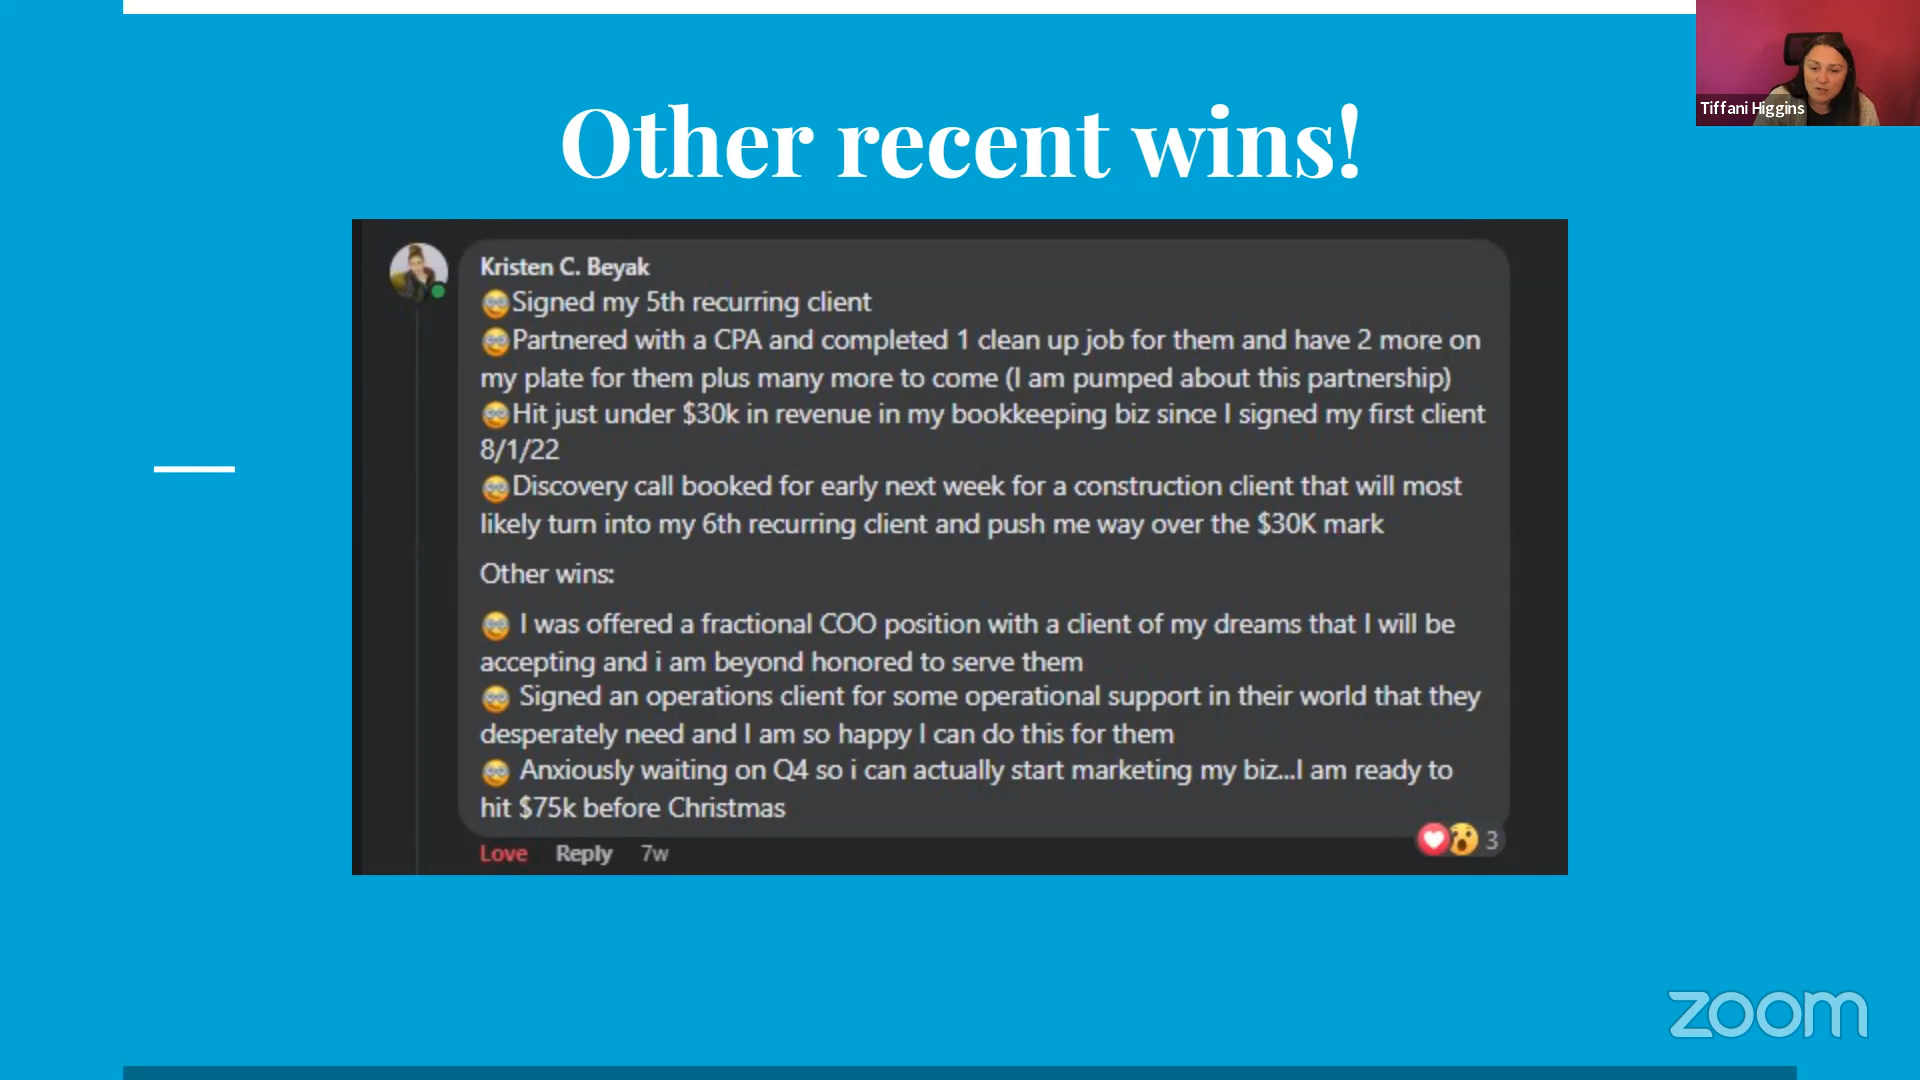 Tiffani Higgins
Other recent wins!
Kristen C. Beyak
Signed my 5th recurring client
Partnered with a CPA and completed 1 clean up job for them and have 2 more on
my plate for them plus many more to come (I am pumped about this partnership)
Hit just under $30k in revenue in my bookkeeping biz since I signed my first client
8/1/22
Discovery call booked for early next week for a construction client that will most
likely turn into my 6th recurring client and push me way over the $30K mark
Other wins:
I was offered a fractional COO position with a client of my dreams that I will be
accepting and i am beyond honored to serve them
Signed an operations client for some operational support in their world that they
desperately need and I am so happy I can do this for them
Anxiously waiting on Q4 so i can actually start marketing my biz...I am ready to
hit $75k before Christmas
Love Reply 7w 3
zoom